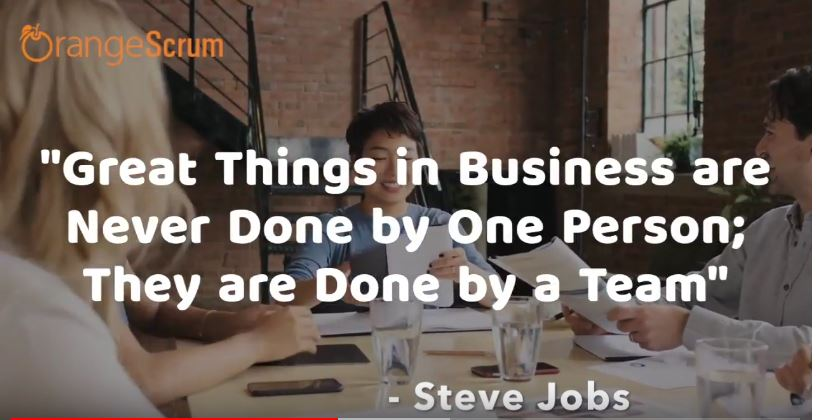 OrangeScrum
"Great Things in Business are
Never Done by One Person;
They are Done by a Team"
- Steve Jobs